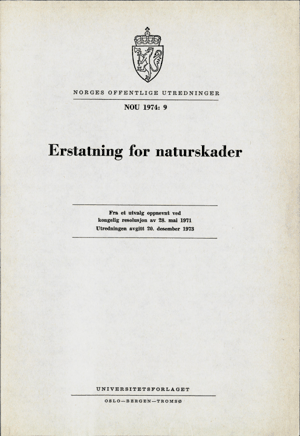 NORGES OFFENTLIGE UTREDNINGER
NOU 1974: 9
Erstatning for naturskader
Fra et utvalg oppnevnt ved
kongelig resolusjon av 28. mai 1971
Utredningen avgitt 20. desember 1973
UNIVERSITETSFORLAGET
OSLO—BERGEN—TROMSØ